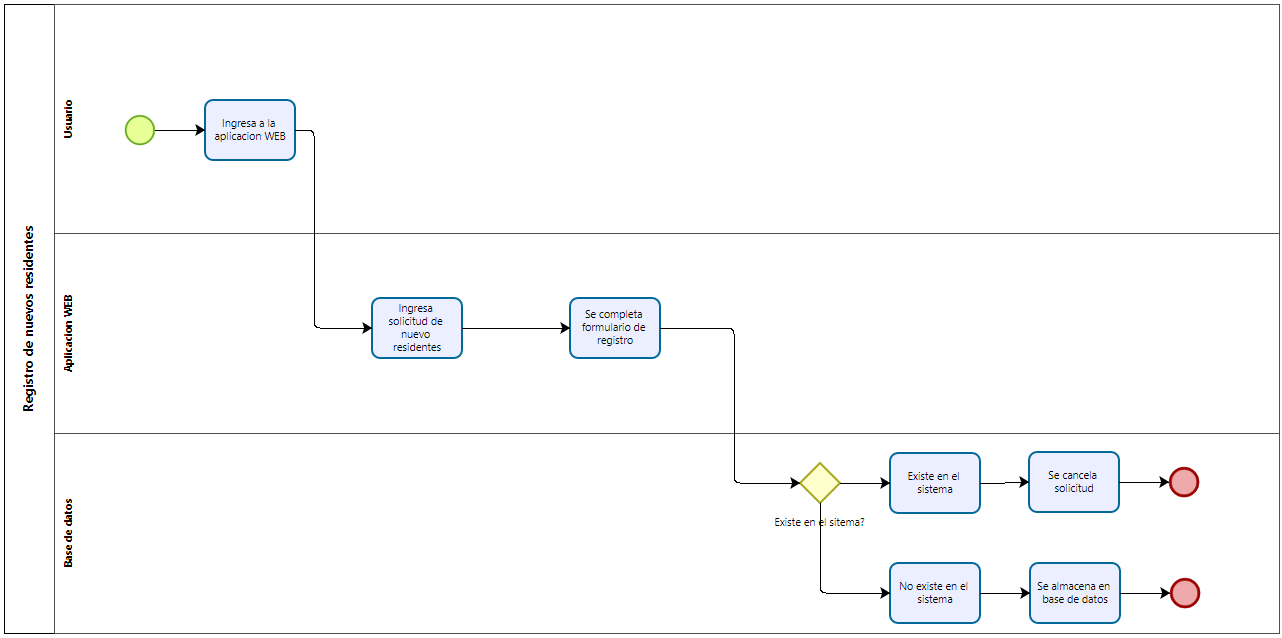 Registro de nuevos residentes
Usuario
Ingresa a la
aplicacion WEB
Aplicacion WEB
Ingresa
solicitud de
nuevo
residentes
Se completa
formulario de
registro
Base de datos
Existe en el sitema?
Existe en el
sistema
Se cancela
solicitud
No existe en el
sistema
Se almacena en
base de datos